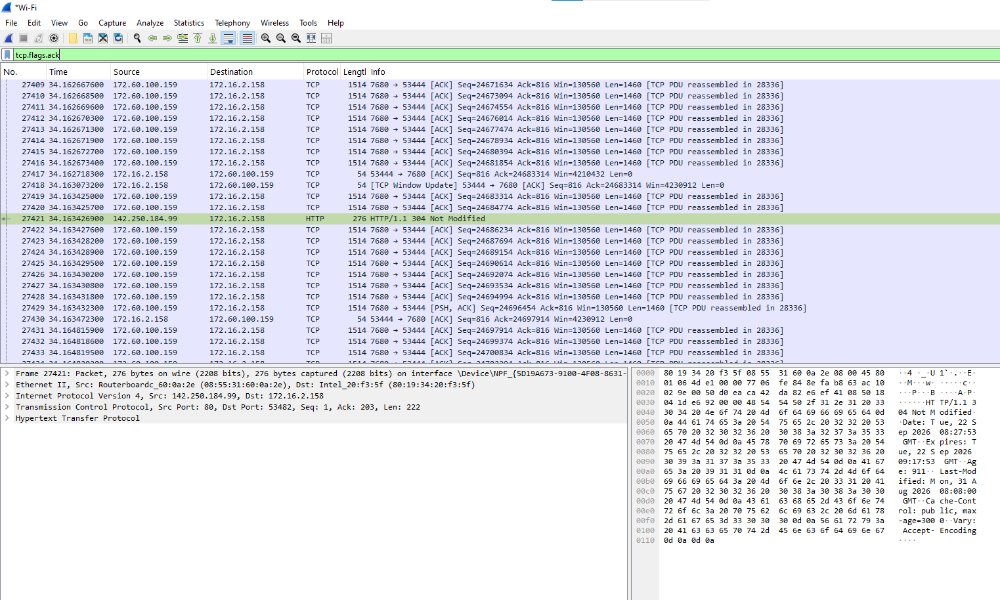 *Wi-Fi
File Edit View Go Capture Analyze Statistics Telephony Wireless Tools Help
tcp.flags.ack
No. Time Source Destination Protocol Lengtl Info
27409 34.162667600 172.60.100.159 172.16.2.158 TCP 1514 7680 → 53444 [ACK] Seq=24671634 Ack=816 Win=130560 Len=1460 [TCP PDU reassembled in 28336]
27410 34.162668500 172.60.100.159 172.16.2.158 TCP 1514 7680 → 53444 [ACK] Seq=24673094 Ack=816 Win=130560 Len=1460 [TCP PDU reassembled in 28336]
27411 34.162669600 172.60.100.159 172.16.2.158 TCP 1514 7680 → 53444 [ACK] Seq=24674554 Ack=816 Win=130560 Len=1460 [TCP PDU reassembled in 28336]
27412 34.162670300 172.60.100.159 172.16.2.158 TCP 1514 7680 → 53444 [ACK] Seq=24676014 Ack=816 Win=130560 Len=1460 [TCP PDU reassembled in 28336]
27413 34.162671300 172.60.100.159 172.16.2.158 TCP 1514 7680 → 53444 [ACK] Seq=24677474 Ack=816 Win=130560 Len=1460 [TCP PDU reassembled in 28336]
27414 34.162671900 172.60.100.159 172.16.2.158 TCP 1514 7680 → 53444 [ACK] Seq=24678934 Ack=816 Win=130560 Len=1460 [TCP PDU reassembled in 28336]
27415 34.162672700 172.60.100.159 172.16.2.158 TCP 1514 7680 → 53444 [ACK] Seq=24680394 Ack=816 Win=130560 Len=1460 [TCP PDU reassembled in 28336]
27416 34.162673400 172.60.100.159 172.16.2.158 TCP 1514 7680 → 53444 [ACK] Seq=24681854 Ack=816 Win=130560 Len=1460 [TCP PDU reassembled in 28336]
27417 34.162718300 172.16.2.158 172.60.100.159 TCP 54 53444 → 7680 [ACK] Seq=816 Ack=24683314 Win=4210432 Len=0
27418 34.163073200 172.16.2.158 172.60.100.159 TCP 54 [TCP Window Update] 53444 → 7680 [ACK] Seq=816 Ack=24683314 Win=4230912 Len=0
27419 34.163425000 172.60.100.159 172.16.2.158 TCP 1514 7680 → 53444 [ACK] Seq=24683314 Ack=816 Win=130560 Len=1460 [TCP PDU reassembled in 28336]
27420 34.163425700 172.60.100.159 172.16.2.158 TCP 1514 7680 → 53444 [ACK] Seq=24684774 Ack=816 Win=130560 Len=1460 [TCP PDU reassembled in 28336]
27421 34.163426900 142.250.184.99 172.16.2.158 HTTP 276 HTTP/1.1 304 Not Modified
27422 34.163427600 172.60.100.159 172.16.2.158 TCP 1514 7680 → 53444 [ACK] Seq=24686234 Ack=816 Win=130560 Len=1460 [TCP PDU reassembled in 28336]
27423 34.163428200 172.60.100.159 172.16.2.158 TCP 1514 7680 → 53444 [ACK] Seq=24687694 Ack=816 Win=130560 Len=1460 [TCP PDU reassembled in 28336]
27424 34.163428900 172.60.100.159 172.16.2.158 TCP 1514 7680 → 53444 [ACK] Seq=24689154 Ack=816 Win=130560 Len=1460 [TCP PDU reassembled in 28336]
27425 34.163429500 172.60.100.159 172.16.2.158 TCP 1514 7680 → 53444 [ACK] Seq=24690614 Ack=816 Win=130560 Len=1460 [TCP PDU reassembled in 28336]
27426 34.163430200 172.60.100.159 172.16.2.158 TCP 1514 7680 → 53444 [ACK] Seq=24692074 Ack=816 Win=130560 Len=1460 [TCP PDU reassembled in 28336]
27427 34.163430800 172.60.100.159 172.16.2.158 TCP 1514 7680 → 53444 [ACK] Seq=24693534 Ack=816 Win=130560 Len=1460 [TCP PDU reassembled in 28336]
27428 34.163431800 172.60.100.159 172.16.2.158 TCP 1514 7680 → 53444 [ACK] Seq=24694994 Ack=816 Win=130560 Len=1460 [TCP PDU reassembled in 28336]
27429 34.163432300 172.60.100.159 172.16.2.158 TCP 1514 7680 → 53444 [PSH, ACK] Seq=24696454 Ack=816 Win=130560 Len=1460 [TCP PDU reassembled in 28336]
27430 34.163472300 172.16.2.158 172.60.100.159 TCP 54 53444 → 7680 [ACK] Seq=816 Ack=24697914 Win=4230912 Len=0
27431 34.164815900 172.60.100.159 172.16.2.158 TCP 1514 7680 → 53444 [ACK] Seq=24697914 Ack=816 Win=130560 Len=1460 [TCP PDU reassembled in 28336]
27432 34.164818600 172.60.100.159 172.16.2.158 TCP 1514 7680 → 53444 [ACK] Seq=24699374 Ack=816 Win=130560 Len=1460 [TCP PDU reassembled in 28336]
27433 34.164819500 172.60.100.159 172.16.2.158 TCP 1514 7680 → 53444 [ACK] Seq=24700834 Ack=816 Win=130560 Len=1460 [TCP PDU reassembled in 28336]
Frame 27421: Packet, 276 bytes on wire (2208 bits), 276 bytes captured (2208 bits) on interface \Device\NPF_{5D19A673-9100-4F08-8631-
Ethernet II, Src: Routerboardc_60:0a:2e (08:55:31:60:0a:2e), Dst: Intel_20:f3:5f (80:19:34:20:f3:5f)
Internet Protocol Version 4, Src: 142.250.184.99, Dst: 172.16.2.158
Transmission Control Protocol, Src Port: 80, Dst Port: 53482, Seq: 1, Ack: 203, Len: 222
Hypertext Transfer Protocol
0000 80 19 34 20 f3 5f 08 55 31 60 0a 2e 08 00 45 80 ··4 ·_·U 1`·.··E·
0010 01 06 4d e1 00 00 77 06 fe 84 8e fa b8 63 ac 10 ··M···w· ·····c··
0020 02 9e 00 50 d0 ea ca 42 da 82 e6 ef 41 08 50 18 ···P···B ····A·P·
0030 04 1d e6 92 00 00 48 54 54 50 2f 31 2e 31 20 33 ······HT TP/1.1 3
0040 30 34 20 4e 6f 74 20 4d 6f 64 69 66 69 65 64 0d 04 Not M odified·
0050 0a 44 61 74 65 3a 20 54 75 65 2c 20 32 32 20 53 ·Date: T ue, 22 S
0060 65 70 20 32 30 32 36 20 30 38 3a 32 37 3a 35 33 ep 2026 08:27:53
0070 20 47 4d 54 0d 0a 45 78 70 69 72 65 73 3a 20 54 GMT··Ex pires: T
0080 75 65 2c 20 32 32 20 53 65 70 20 32 30 32 36 20 ue, 22 S ep 2026
0090 30 39 3a 31 37 3a 35 33 20 47 4d 54 0d 0a 41 67 09:17:53 GMT··Ag
00a0 65 3a 20 39 31 31 0d 0a 4c 61 73 74 2d 4d 6f 64 e: 911·· Last-Mod
00b0 69 66 69 65 64 3a 20 4d 6f 6e 2c 20 33 31 20 41 ified: M on, 31 A
00c0 75 67 20 32 30 32 36 20 30 38 3a 30 38 3a 30 30 ug 2026 08:08:00
00d0 20 47 4d 54 0d 0a 43 61 63 68 65 2d 43 6f 6e 74 GMT··Ca che-Cont
00e0 72 6f 6c 3a 20 70 75 62 6c 69 63 2c 20 6d 61 78 rol: pub lic, max
00f0 2d 61 67 65 3d 33 30 30 30 0d 0a 56 61 72 79 3a -age=300 0··Vary:
0100 20 41 63 63 65 70 74 2d 45 6e 63 6f 64 69 6e 67 Accept- Encoding
0110 0d 0a 0d 0a ····